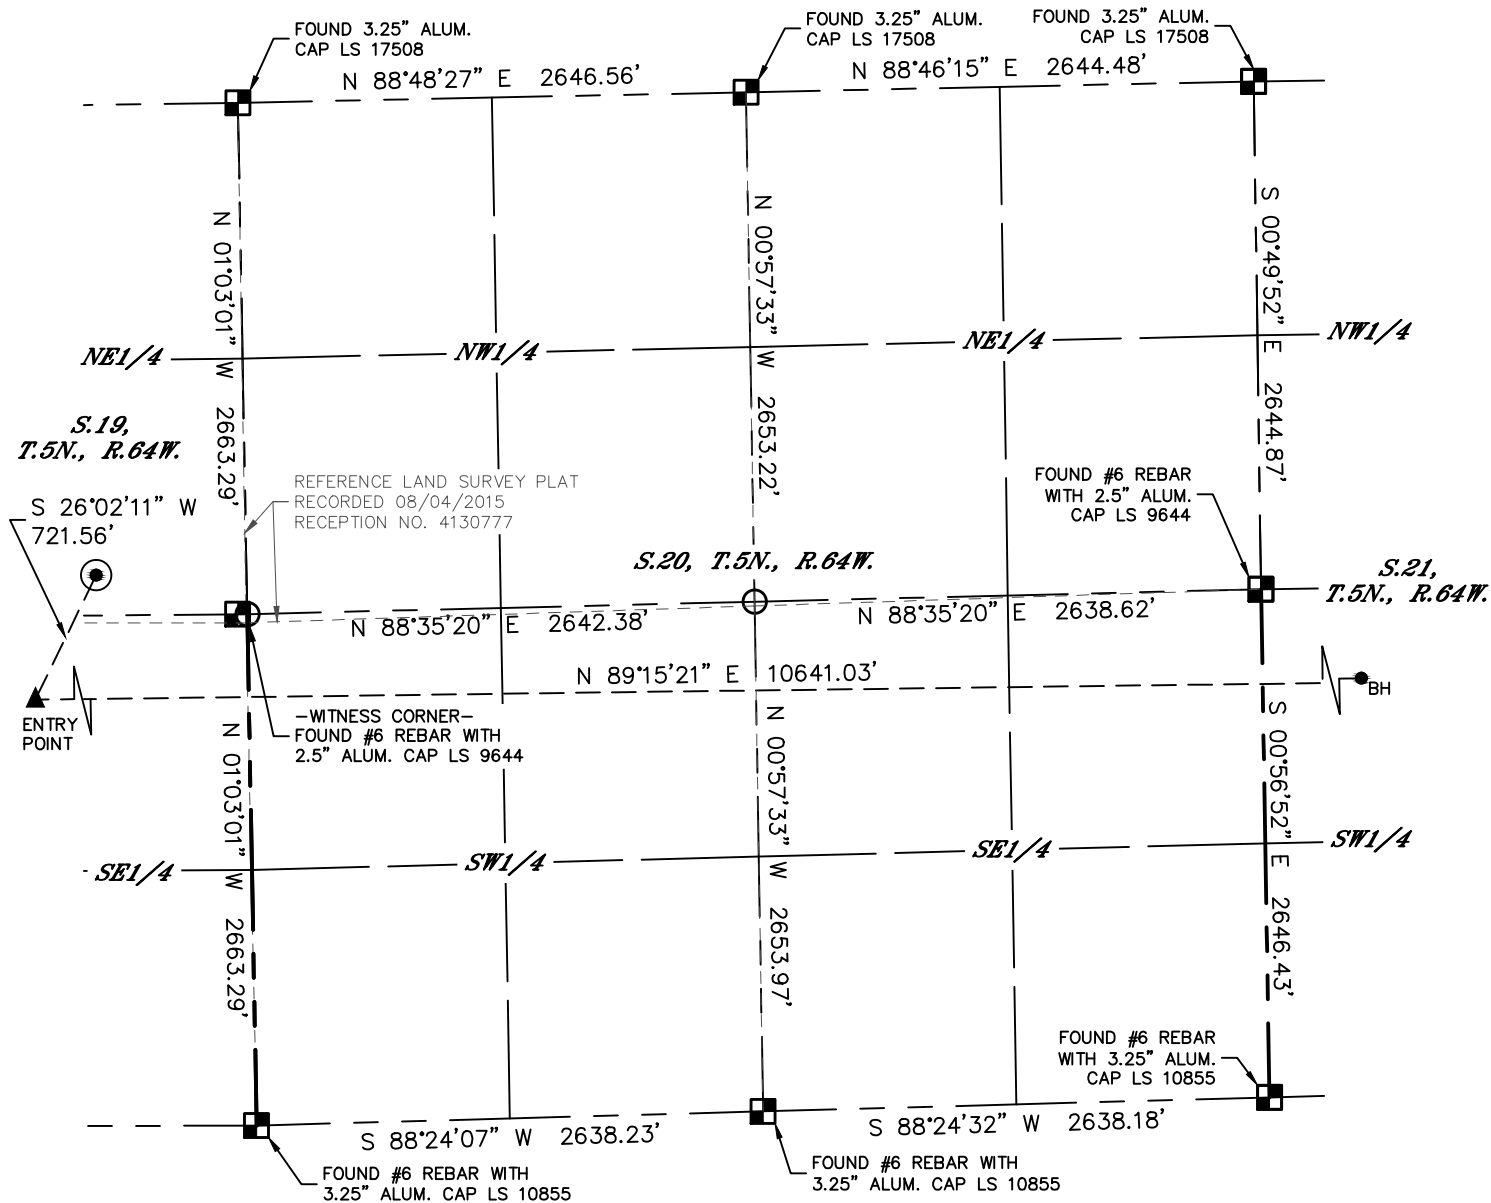 FOUND 3.25” ALUM.
CAP LS 17508
FOUND 3.25” ALUM.
CAP LS 17508
FOUND 3.25” ALUM.
CAP LS 17508
N 88°48'27” E 2646.56'
N 88°46'15” E 2644.48'
N 01°03'01” W 2663.29'
N 00°57'33” W 2653.22'
S 00°49'52” E 2644.87'
NE1/4
NW1/4
NE1/4
NW1/4
S.19,
T.5N., R.64W.
S 26°02'11” W
721.56'
REFERENCE LAND SURVEY PLAT
RECORDED 08/04/2015
RECEPTION NO. 4130777
FOUND #6 REBAR
WITH 2.5” ALUM.
CAP LS 9644
S.20, T.5N., R.64W.
S.21,
T.5N., R.64W.
N 88°35'20” E 2642.38'
N 88°35'20” E 2638.62'
N 89°15'21” E 10641.03'
BH
ENTRY
POINT
-WITNESS CORNER-
FOUND #6 REBAR WITH
2.5” ALUM. CAP LS 9644
N 01°03'01” W 2663.29'
N 00°57'33” W 2653.97'
S 00°56'52” E 2646.43'
SE1/4
SW1/4
SE1/4
SW1/4
FOUND #6 REBAR
WITH 3.25” ALUM.
CAP LS 10855
S 88°24'07” W 2638.23'
S 88°24'32” W 2638.18'
FOUND #6 REBAR WITH
3.25” ALUM. CAP LS 10855
FOUND #6 REBAR WITH
3.25” ALUM. CAP LS 10855